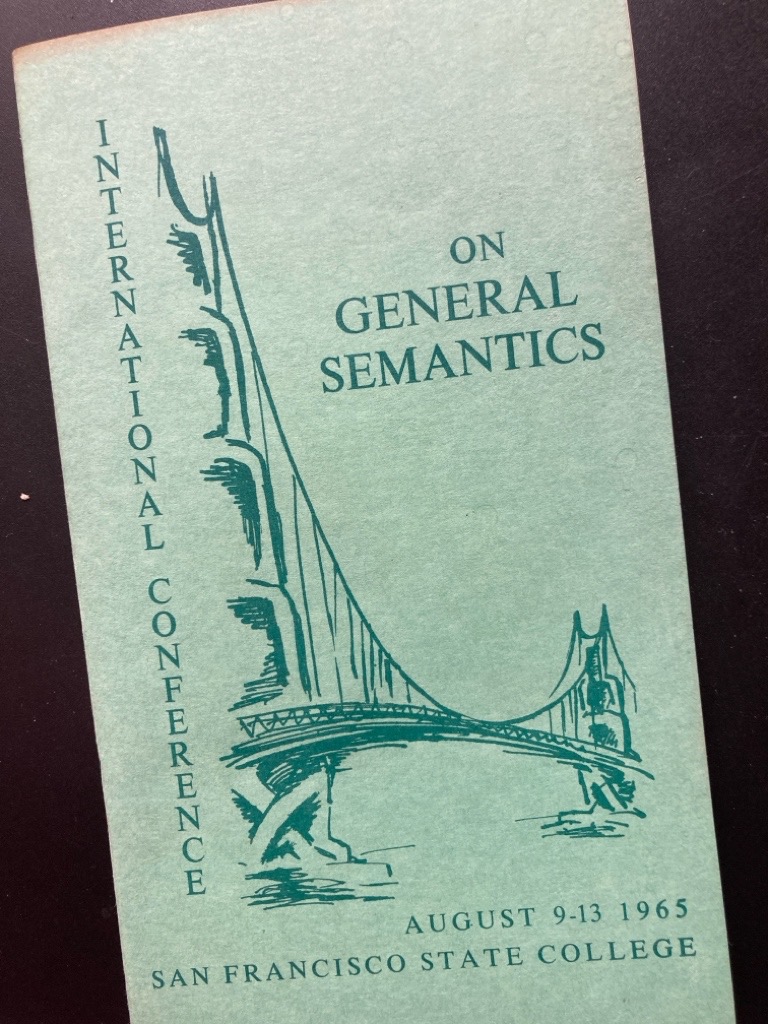 INTERNATIONAL CONFERENCE
ON
GENERAL
SEMANTICS
AUGUST 9-13 1965
SAN FRANCISCO STATE COLLEGE